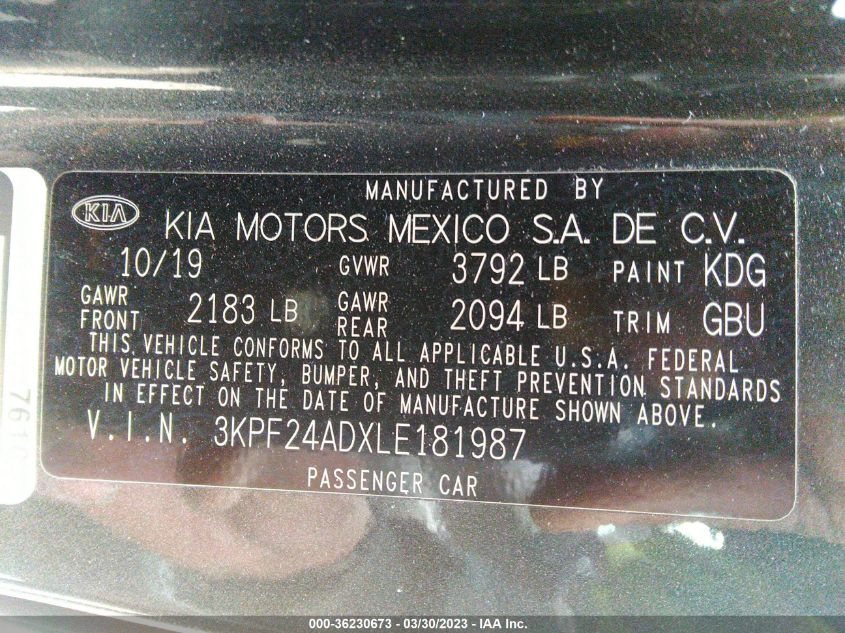 MANUFACTURED BY
KIA KIA MOTORS MEXICO S.A. DE C.V.
10/19 GVWR 3792 LB PAINT KDG
GAWR FRONT 2183 LB GAWR REAR 2094 LB TRIM GBU
THIS VEHICLE CONFORMS TO ALL APPLICABLE U.S.A. FEDERAL
MOTOR VEHICLE SAFETY, BUMPER, AND THEFT PREVENTION STANDARDS
IN EFFECT ON THE DATE OF MANUFACTURE SHOWN ABOVE.
V.I.N. 3KPF24ADXLE181987
PASSENGER CAR
000-36230673 - 03/30/2023 - IAA Inc.